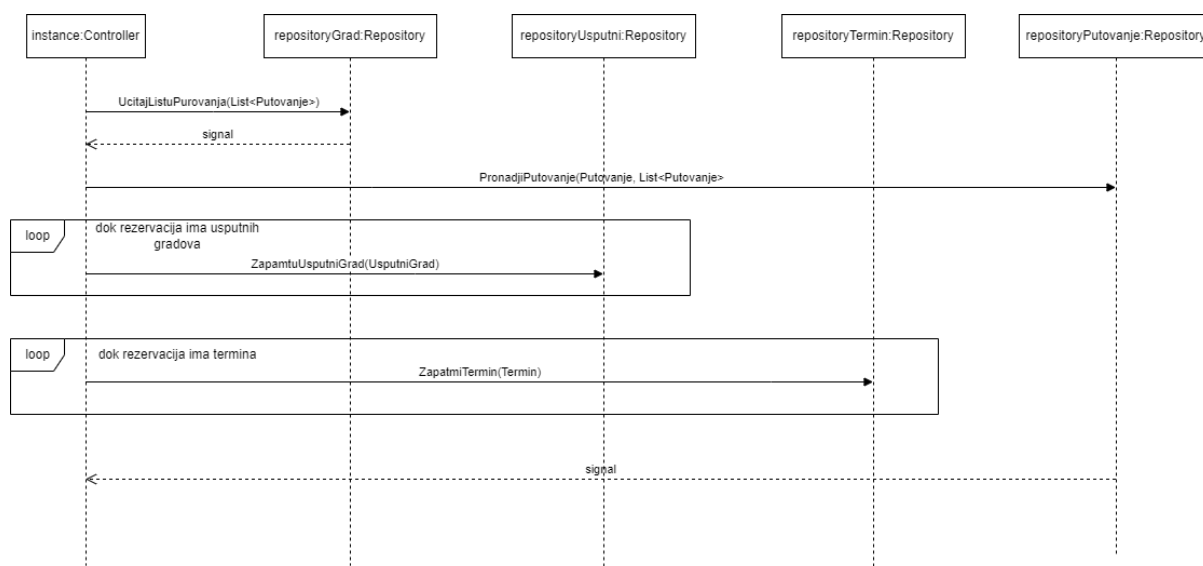 instance:Controller
repositoryGrad:Repository
repositoryUsputni:Repository
repositoryTermin:Repository
repositoryPutovanje:Repository
UcitajListuPurovanja(List<Putovanje>)
signal
PronadjiPutovanje(Putovanje, List<Putovanje>
loop
dok rezervacija ima usputnih
gradova
ZapamtuUsputniGrad(UsputniGrad)
loop
dok rezervacija ima termina
ZapatmiTermin(Termin)
signal